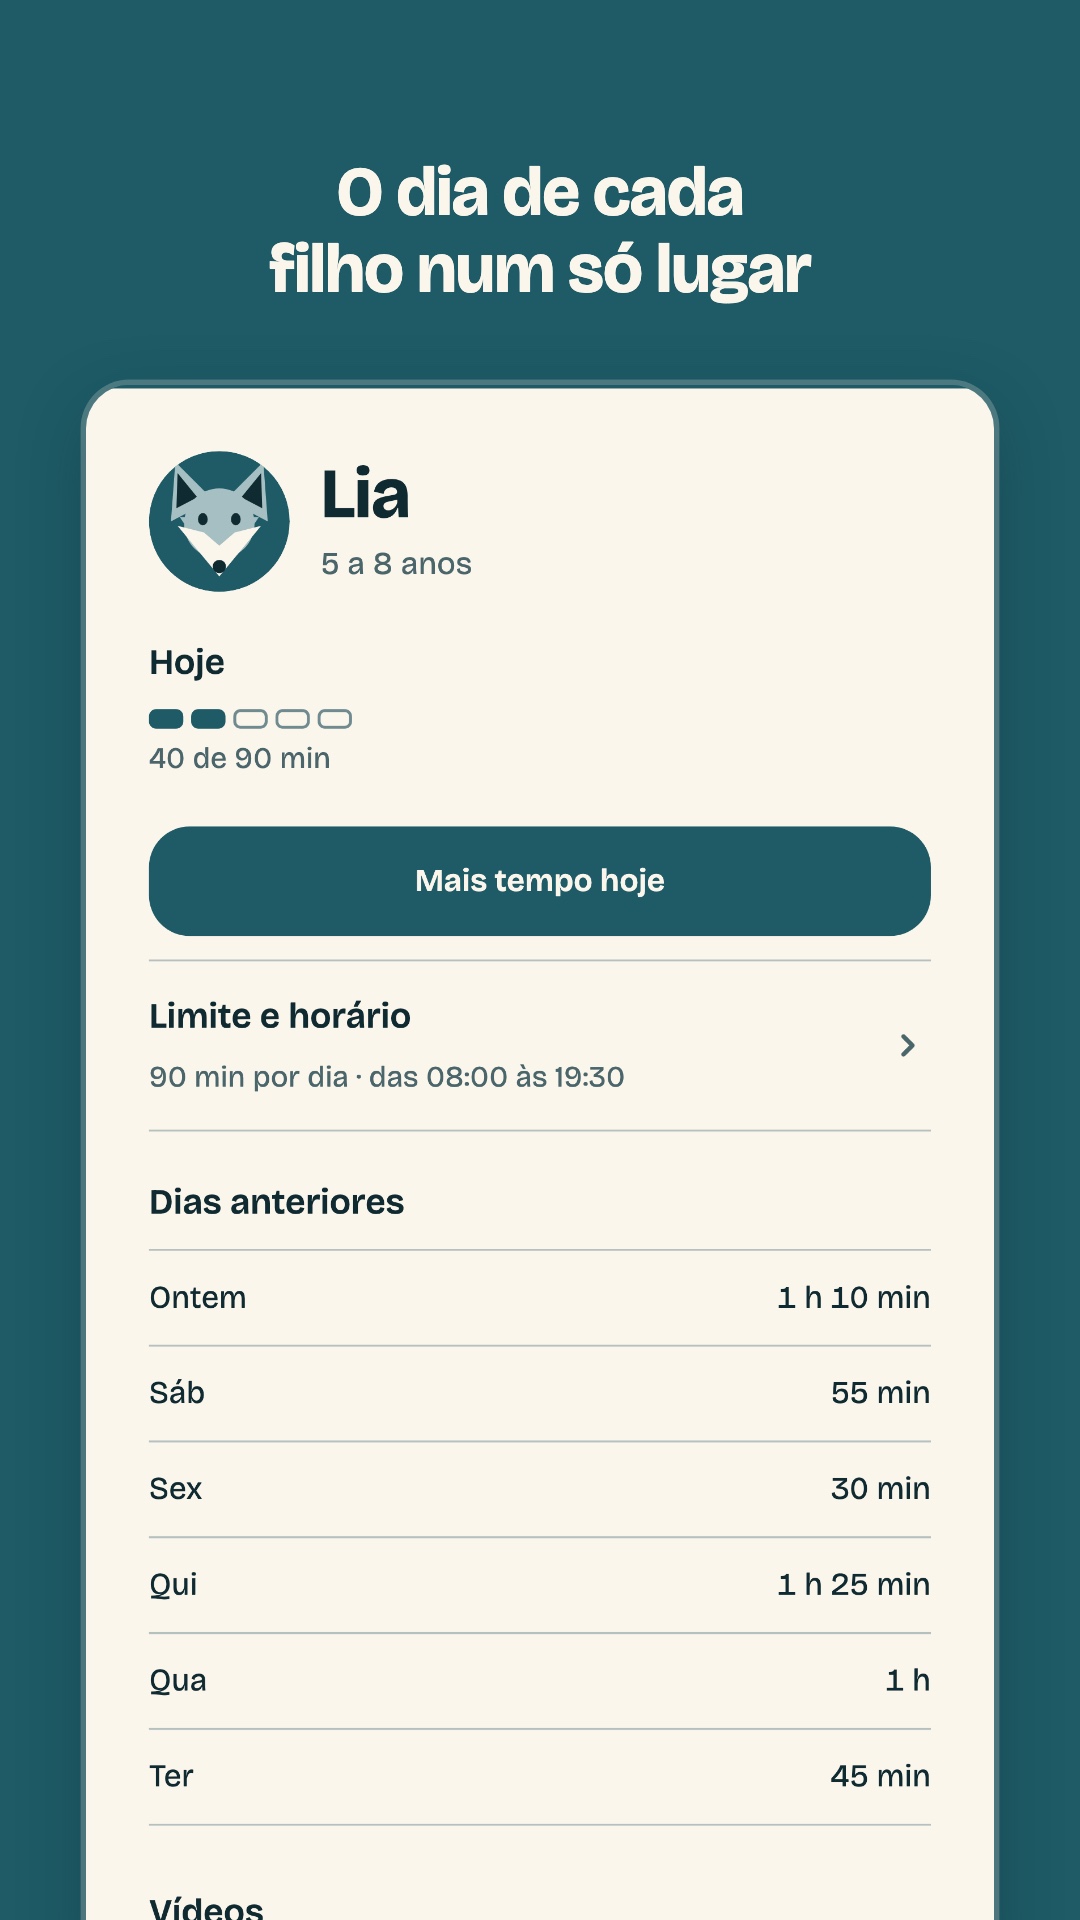 O dia de cada
filho num só lugar
Lia
5 a 8 anos
Hoje
40 de 90 min
Mais tempo hoje
Limite e horário
90 min por dia · das 08:00 às 19:30
Dias anteriores
Ontem 1 h 10 min
Sáb 55 min
Sex 30 min
Qui 1 h 25 min
Qua 1 h
Ter 45 min
Vídeos